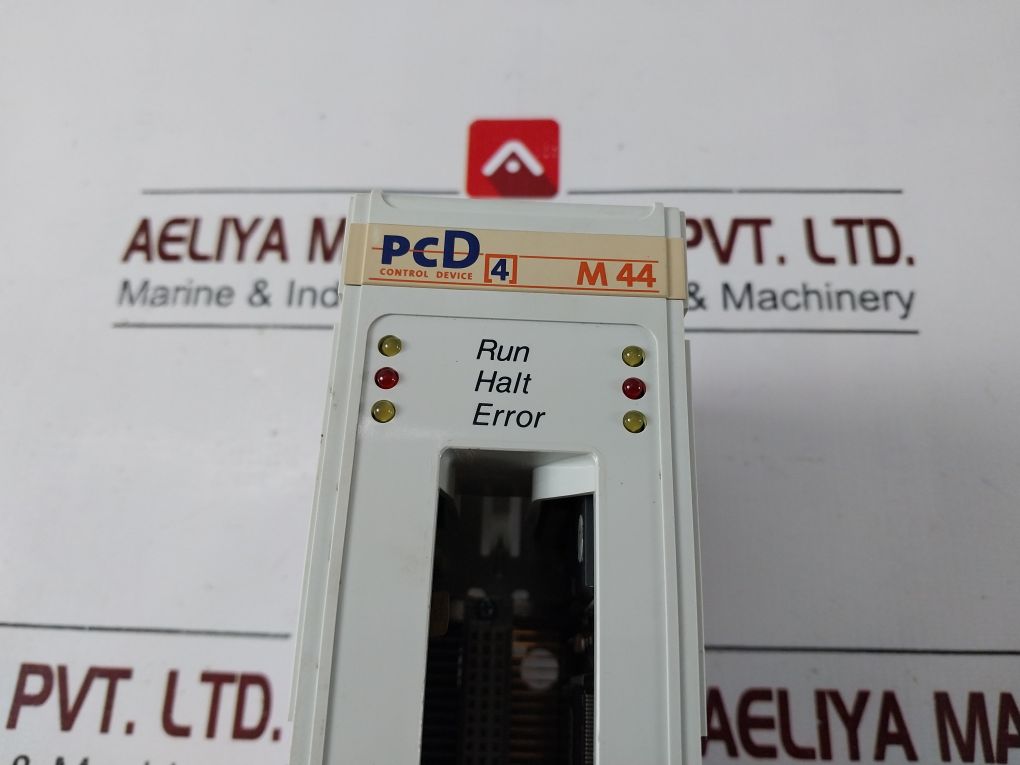 AELIYA M PVT. LTD.
Marine & Ind & Machinery
PCD [4] M 44
CONTROL DEVICE
Run
Halt
Error
PVT. LTD. AELIYA MA